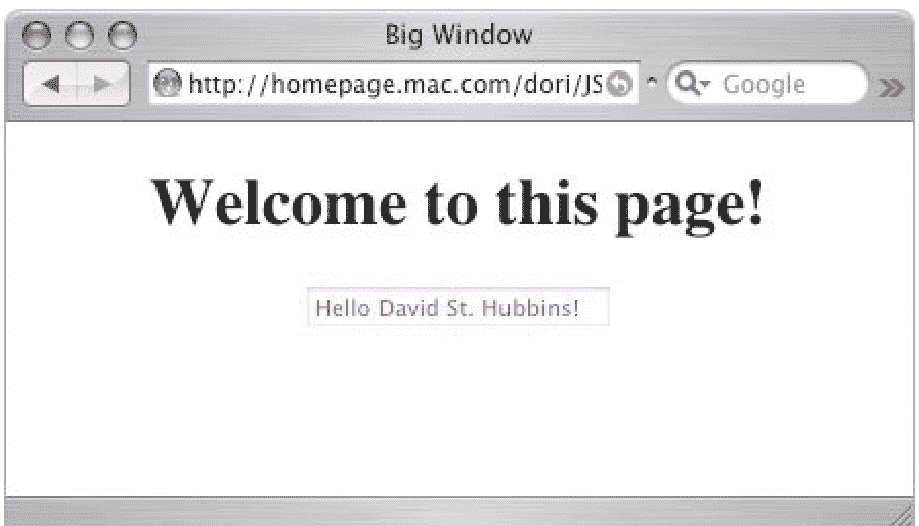 Big Window
http://homepage.mac.com/dori/JS
Google
Welcome to this page!
Hello David St. Hubbins!